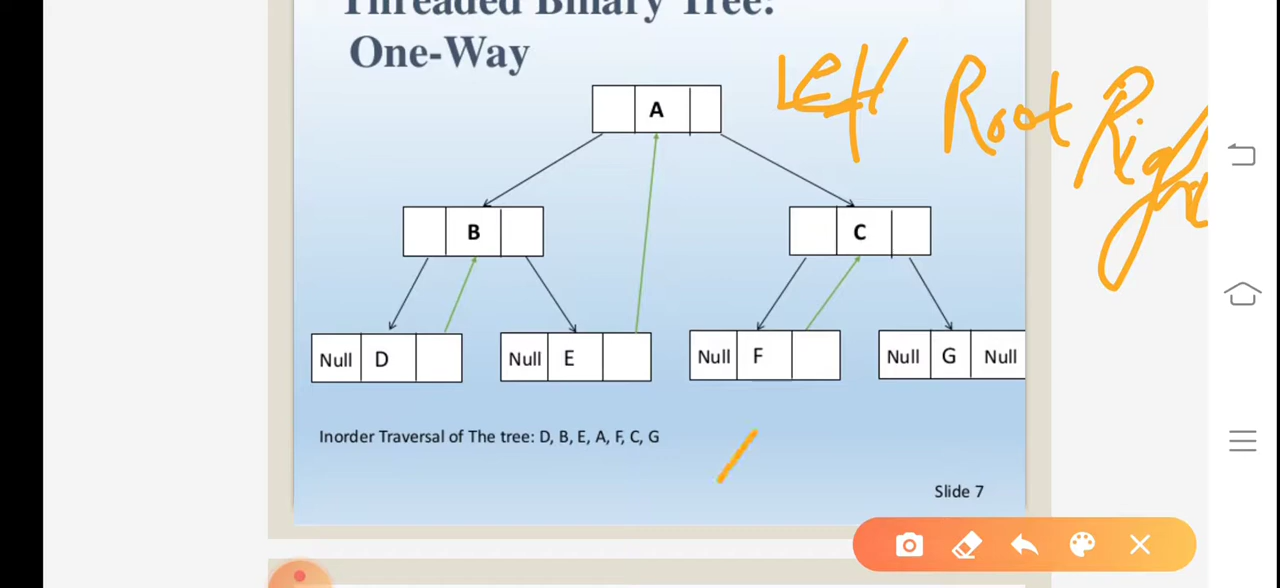 Threaded Binary Tree:
One-Way
Left Root Right
A
B
C
Null D
Null E
Null F
Null G Null
Inorder Traversal of The tree: D, B, E, A, F, C, G
Slide 7